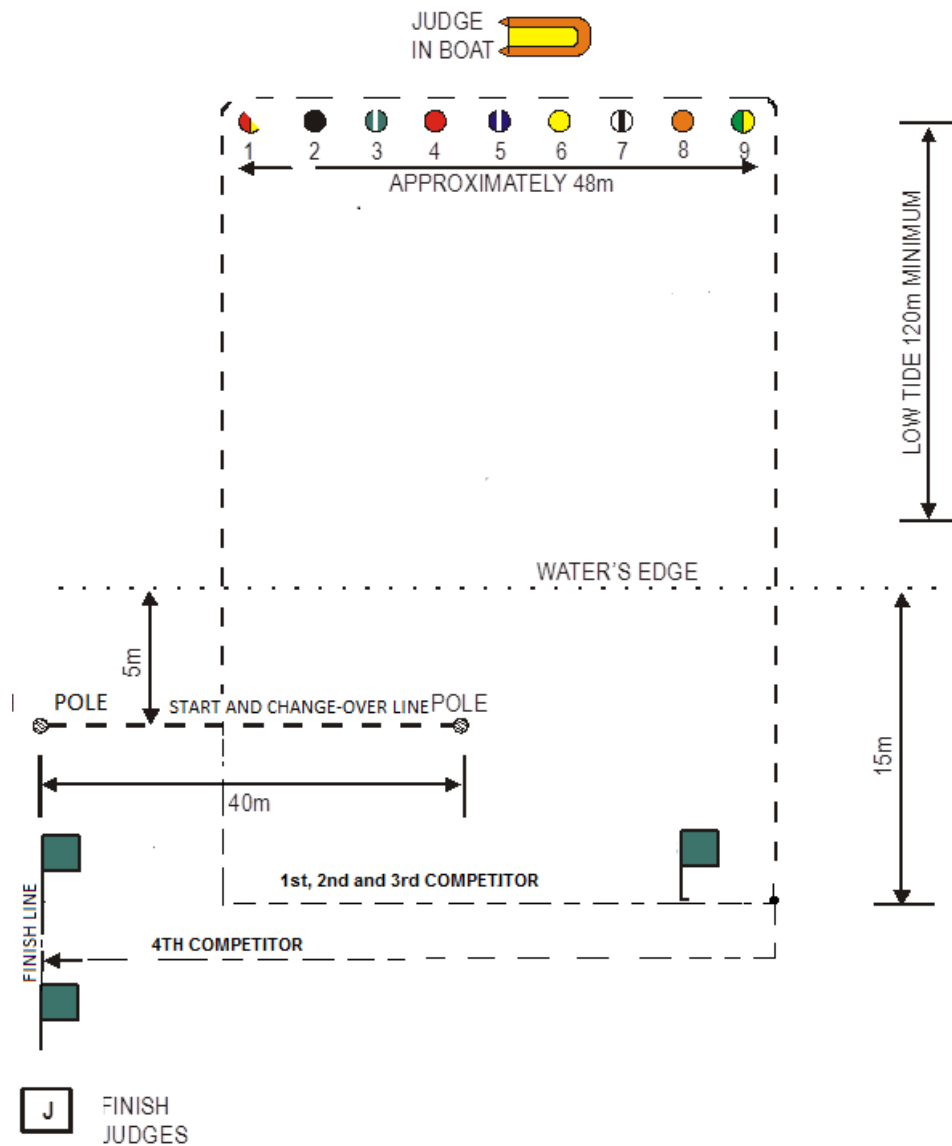 JUDGE
IN BOAT
1 2 3 4 5 6 7 8 9
APPROXIMATELY 48m
LOW TIDE 120m MINIMUM
WATER'S EDGE
5m
POLE
START AND CHANGE-OVER LINE
POLE
15m
40m
1st, 2nd and 3rd COMPETITOR
FINISH LINE
4TH COMPETITOR
J
FINISH
JUDGES